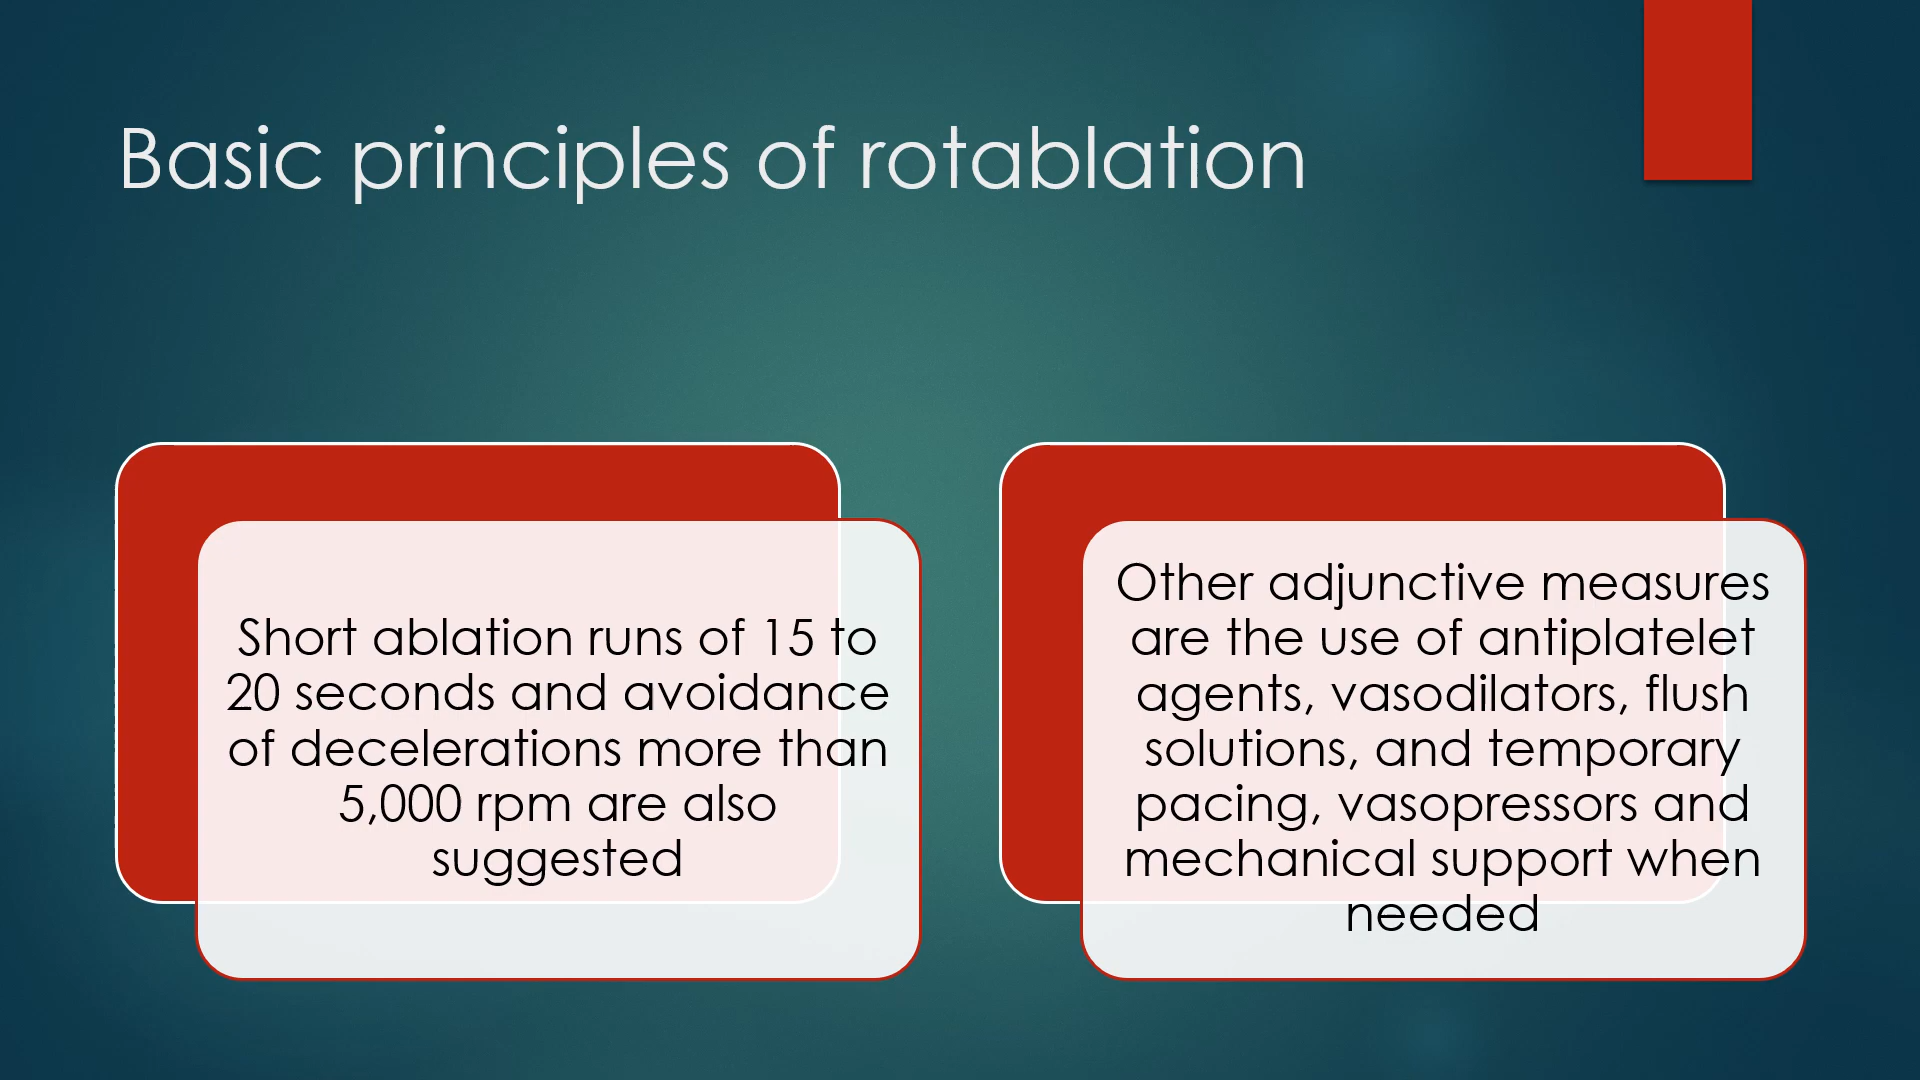 Basic principles of rotablation
Short ablation runs of 15 to
20 seconds and avoidance
of decelerations more than
5,000 rpm are also
suggested
Other adjunctive measures
are the use of antiplatelet
agents, vasodilators, flush
solutions, and temporary
pacing, vasopressors and
mechanical support when
needed